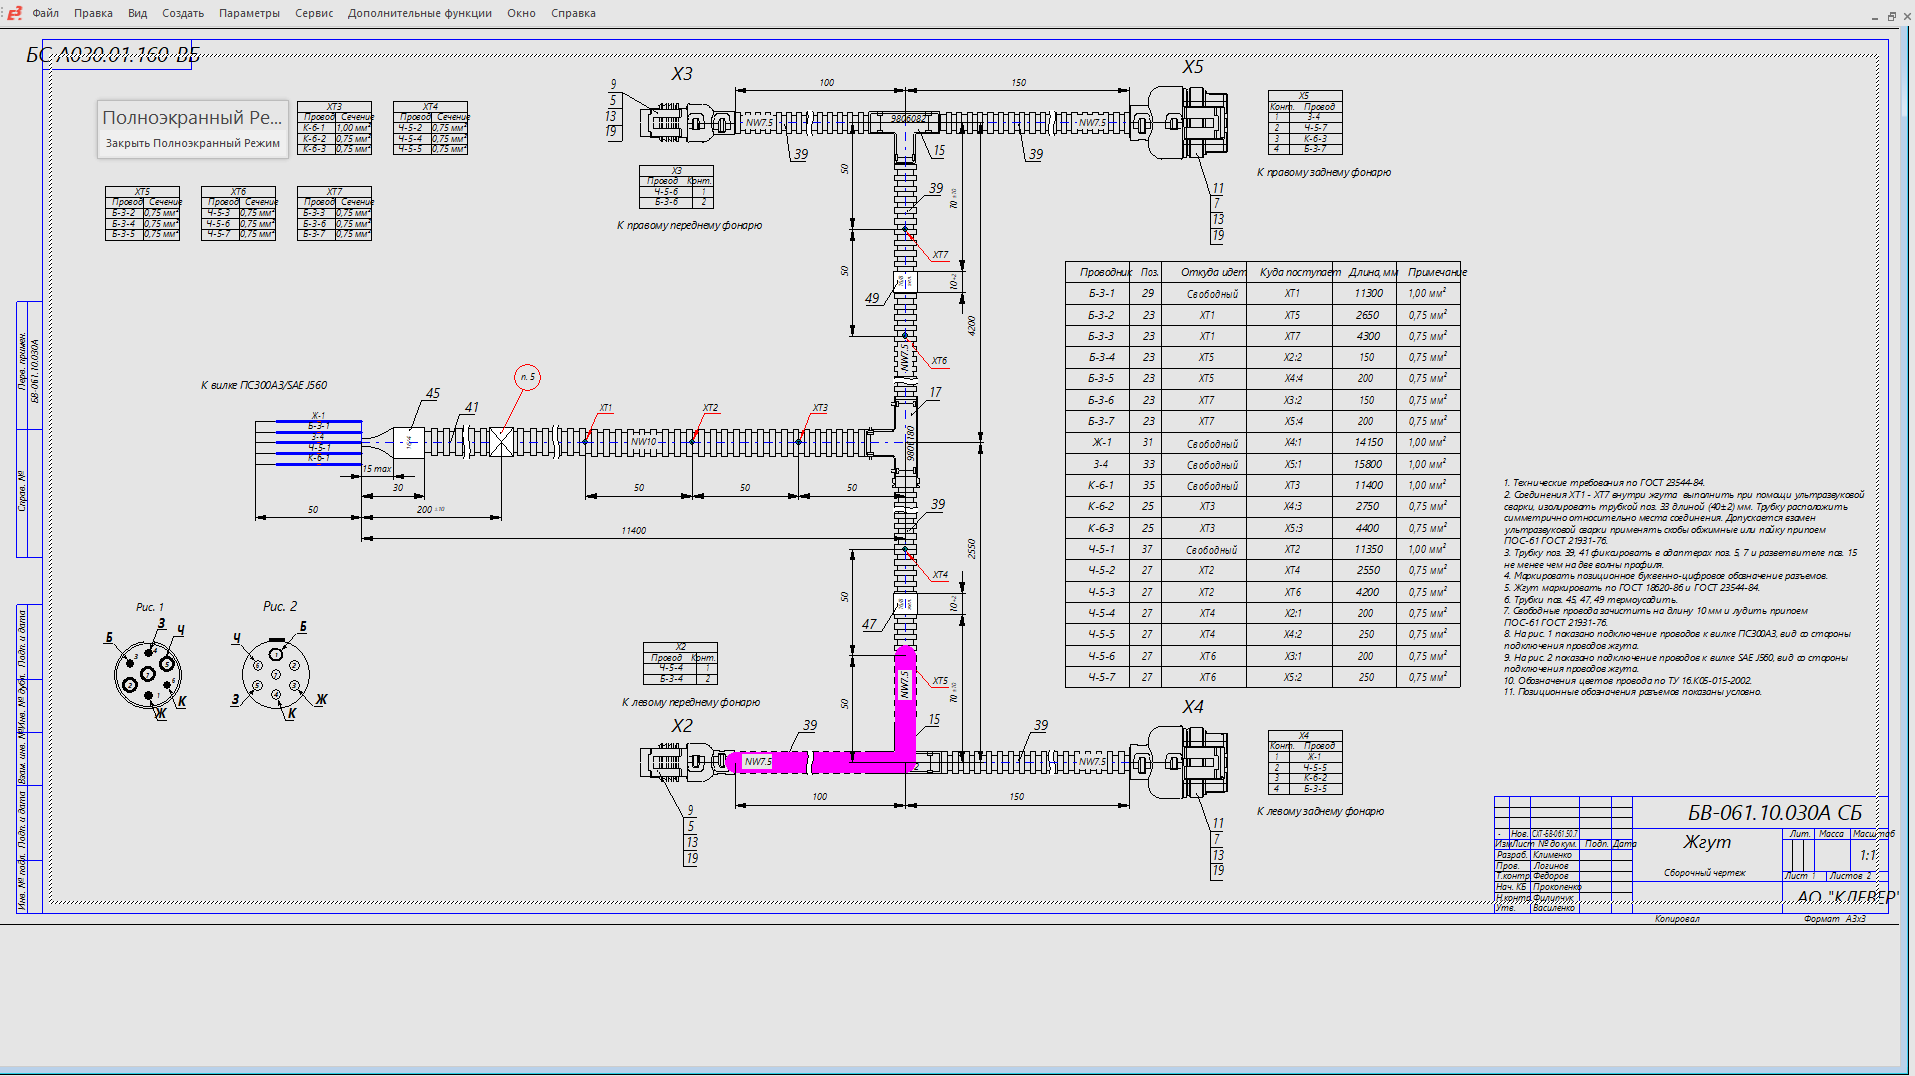 Файл Правка Вид Создать Параметры Сервис Дополнительные функции Окно Справка
БС А030.01.160-ВБ
Полноэкранный Ре...
Закрыть Полноэкранный Режим
XT3
Провод Сечение
К-6-1 1,00 мм²
К-6-2 0,75 мм²
К-6-3 0,75 мм²
XT4
Провод Сечение
Ч-5-2 0,75 мм²
Ч-5-4 0,75 мм²
Ч-5-5 0,75 мм²
XT5
Провод Сечение
Б-3-2 0,75 мм²
Б-3-4 0,75 мм²
Б-3-5 0,75 мм²
XT6
Провод Сечение
Ч-5-3 0,75 мм²
Ч-5-6 0,75 мм²
Ч-5-7 0,75 мм²
XT7
Провод Сечение
Б-3-3 0,75 мм²
Б-3-6 0,75 мм²
Б-3-7 0,75 мм²
X3
9
5
13
19
100
150
NW7.5
9806082
NW7.5
39
15
39
X5
11
7
13
19
X5
Конт. Провод
1 З-4
2 Ч-5-7
3 К-6-3
4 Б-3-7
К правому заднему фонарю
X3
Провод Конт.
Ч-5-6 1
Б-3-6 2
К правому переднему фонарю
50
39
70 ±10
XT7
50
49
10±2
4200
NW7.5
XT6
17
9806180
К вилке ПС300А3/SAE J560
Ж-1
Б-3-1
З-4
Ч-5-1
К-6-1
45
41
п. 5
XT1
XT2
XT3
NW10
15 max
30
50
200 ±10
50
50
50
11400
39
2550
XT4
50
10±2
47
NW7.5
XT5
70 ±10
50
15
Проводник Поз. Откуда идет Куда поступает Длина, мм Примечание
Б-3-1 29 Свободный XT1 11300 1,00 мм²
Б-3-2 23 XT1 XT5 2650 0,75 мм²
Б-3-3 23 XT1 XT7 4300 0,75 мм²
Б-3-4 23 XT5 X2:2 150 0,75 мм²
Б-3-5 23 XT5 X4:4 200 0,75 мм²
Б-3-6 23 XT7 X3:2 150 0,75 мм²
Б-3-7 23 XT7 X5:4 200 0,75 мм²
Ж-1 31 Свободный X4:1 14150 1,00 мм²
З-4 33 Свободный X5:1 15800 1,00 мм²
К-6-1 35 Свободный XT3 11400 1,00 мм²
К-6-2 25 XT3 X4:3 2750 0,75 мм²
К-6-3 25 XT3 X5:3 4400 0,75 мм²
Ч-5-1 37 Свободный XT2 11350 1,00 мм²
Ч-5-2 27 XT2 XT4 2550 0,75 мм²
Ч-5-3 27 XT2 XT6 4200 0,75 мм²
Ч-5-4 27 XT4 X2:1 200 0,75 мм²
Ч-5-5 27 XT4 X4:2 250 0,75 мм²
Ч-5-6 27 XT6 X3:1 200 0,75 мм²
Ч-5-7 27 XT6 X5:2 250 0,75 мм²
1. Технические требования по ГОСТ 23544-84.
2. Соединения ХТ1 - ХТ7 внутри жгута выполнить при помощи ультразвуковой
сварки, изолировать трубкой поз. 33 длиной (40±2) мм. Трубку расположить
симметрично относительно места соединения. Допускается взамен
ультразвуковой сварки применять скобы обжимные или пайку припоем
ПОС-61 ГОСТ 21931-76.
3. Трубку поз. 39, 41 фиксировать в адаптерах поз. 5, 7 и разветвителе поз. 15
не менее чем на две волны профиля.
4. Маркировать позиционное буквенно-цифровое обозначение разъемов.
5. Жгут маркировать по ГОСТ 18620-86 и ГОСТ 23544-84.
6. Трубки поз. 45, 47, 49 термоусадить.
7. Свободные провода зачистить на длину 10 мм и лудить припоем
ПОС-61 ГОСТ 21931-76.
8. На рис. 1 показано подключение проводов к вилке ПС300А3, вид со стороны
подключения проводов жгута.
9. На рис. 2 показано подключение проводов к вилке SAE J560, вид со стороны
подключения проводов жгута.
10. Обозначения цветов провода по ТУ 16.К05-015-2002.
11. Позиционные обозначения разъемов показаны условно.
Рис. 1
Б З Ч К Ж
Рис. 2
Ч Б З К Ж
X2
Провод Конт.
Ч-5-4 1
Б-3-4 2
К левому переднему фонарю
X2
39
NW7.5
39
NW7.5
100
150
9
5
13
19
X4
11
7
13
19
X4
Конт. Провод
1 Ж-1
2 Ч-5-5
3 К-6-2
4 Б-3-5
К левому заднему фонарю
Перв. примен.
БВ-061.10.030А
Справ. №
Подп. и дата
Инв. № дубл.
Взам. инв. №
Подп. и дата
Инв. № подл.
БВ-061.10.030А СБ
Нов. СХТ-БВ-061.50.7
Изм Лист № докум. Подп. Дата
Разраб. Клименко
Пров. Логинов
Т.контр Федоров
Нач. КБ Прокопенко
Н.контр Филипчук
Утв. Василенко
Жгут
Сборочный чертеж
Лит. Масса Масштаб
1:1
Лист 1 Листов 2
АО "КЛЕВЕР"
Копировал Формат А3х3